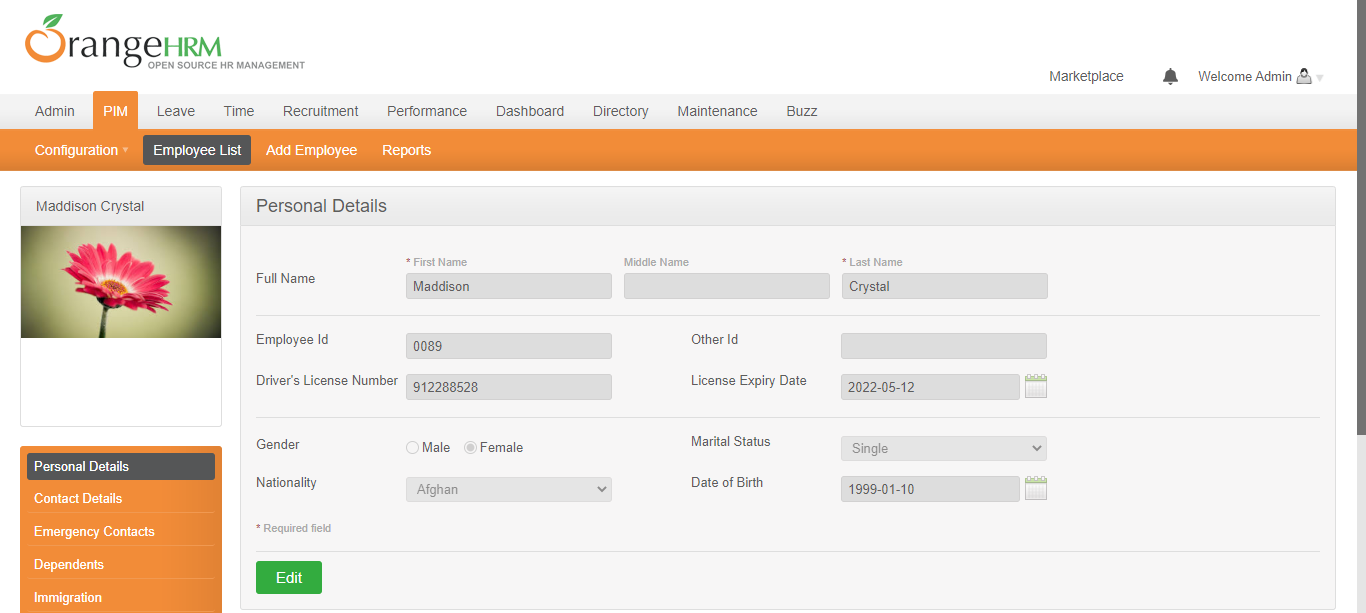 OrangeHRM
OPEN SOURCE HR MANAGEMENT
Marketplace Welcome Admin
Admin PIM Leave Time Recruitment Performance Dashboard Directory Maintenance Buzz
Configuration Employee List Add Employee Reports
Maddison Crystal
Personal Details
Contact Details
Emergency Contacts
Dependents
Immigration
Personal Details
* First Name Middle Name * Last Name
Full Name Maddison Crystal
Employee Id 0089 Other Id
Driver's License Number 912288528 License Expiry Date 2022-05-12
Gender Male Female Marital Status Single
Nationality Afghan Date of Birth 1999-01-10
* Required field
Edit